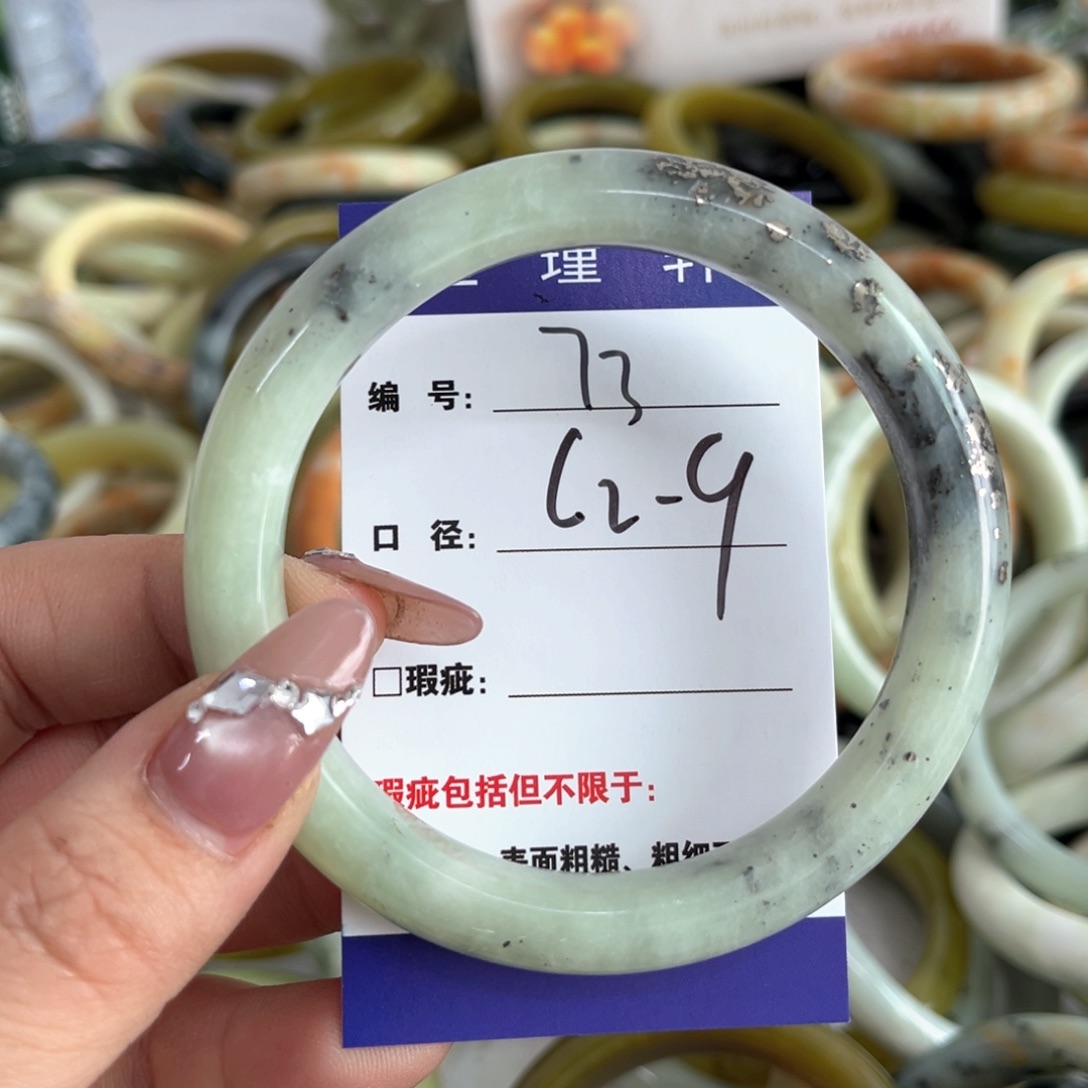 理轩
编 号: 73
口 径: 62-9
□瑕疵:
瑕疵包括但不限于:
表面粗糙、粗细